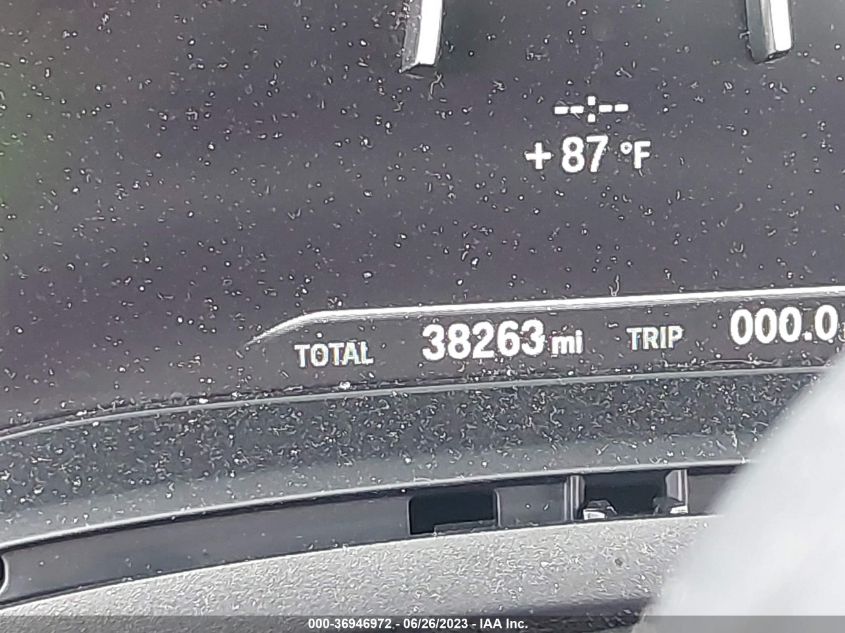 --:--
+87 °F
TOTAL 38263 mi TRIP 000.0
000-36946972 / 06/26/2023 - IAA Inc.